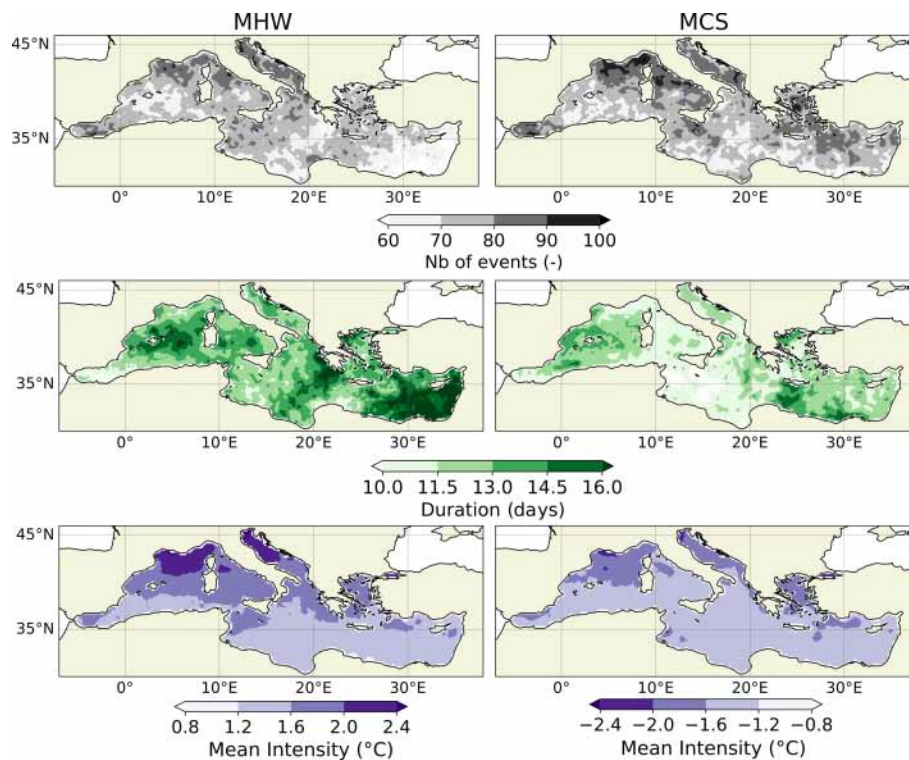 MHW
MCS
45°N
35°N
0°
10°E
20°E
30°E
0°
10°E
20°E
30°E
60 70 80 90 100
Nb of events (-)
45°N
35°N
0°
10°E
20°E
30°E
0°
10°E
20°E
30°E
10.0 11.5 13.0 14.5 16.0
Duration (days)
45°N
35°N
0°
10°E
20°E
30°E
0°
10°E
20°E
30°E
0.8 1.2 1.6 2.0 2.4
Mean Intensity (°C)
−2.4 −2.0 −1.6 −1.2 −0.8
Mean Intensity (°C)